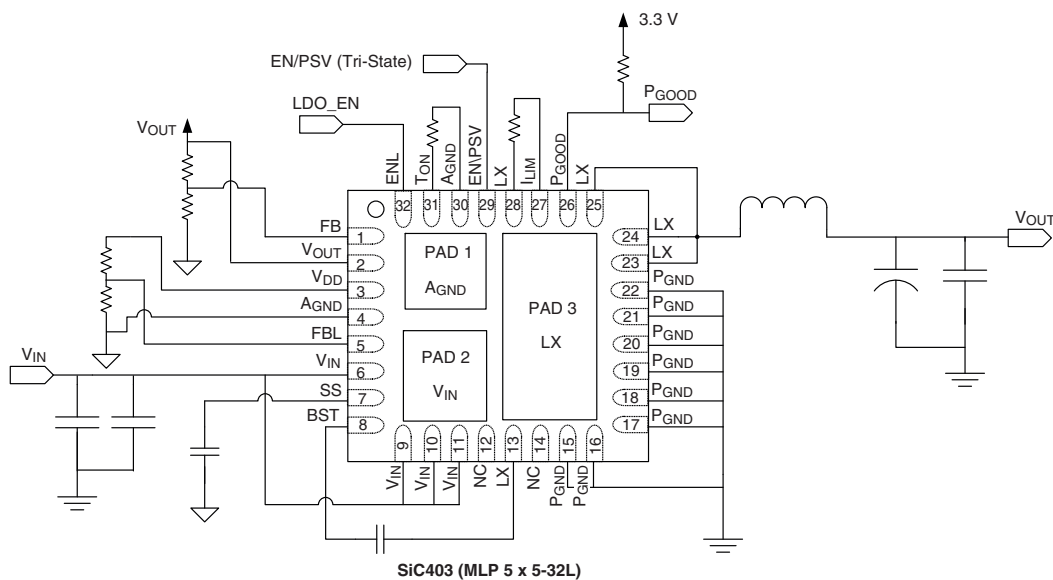 3.3 V
EN/PSV (Tri-State)
PGOOD
LDO_EN
VOUT
ENL
TON
AGND
EN\PSV
LX
ILIM
PGOOD
LX
32
31
30
29
28
27
26
25
FB
1
VOUT
2
VDD
3
AGND
4
FBL
5
VIN
VIN
6
SS
7
BST
8
PAD 1
AGND
PAD 2
VIN
PAD 3
LX
24
LX
23
LX
22
PGND
21
PGND
20
PGND
19
PGND
18
PGND
17
PGND
VOUT
9
10
11
12
13
14
15
16
VIN
VIN
VIN
NC
LX
NC
PGND
PGND
SiC403 (MLP 5 x 5-32L)